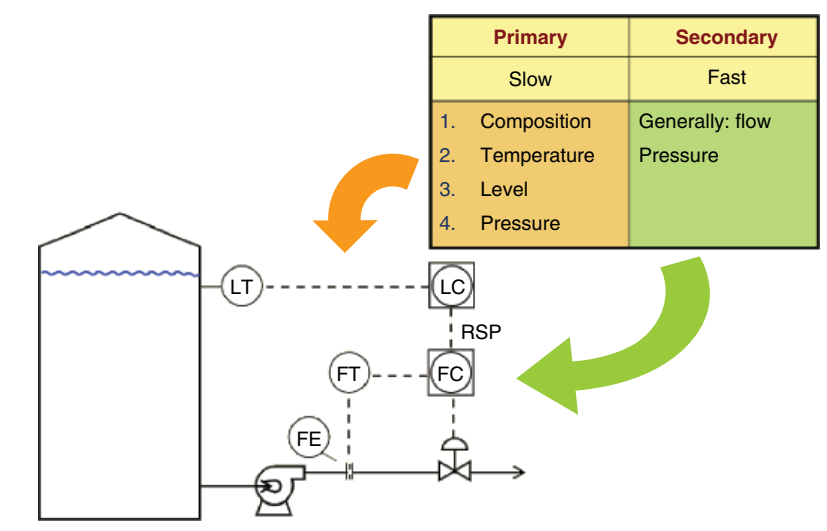 Primary Secondary
Slow Fast
1. Composition Generally: flow
2. Temperature Pressure
3. Level
4. Pressure
LT LC
RSP
FT FC
FE